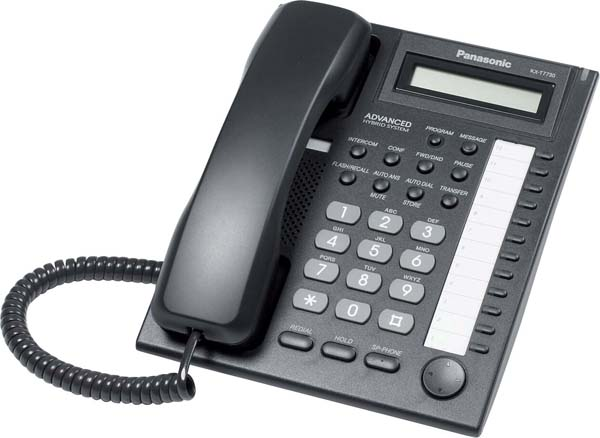 Panasonic
KX-T7730
ADVANCED
HYBRID SYSTEM
PROGRAM MESSAGE
INTERCOM CONF FWD/DND PAUSE
FLASH/RECALL AUTO ANS AUTO DIAL TRANSFER
MUTE STORE
ABC DEF
1 2 3
GHI JKL MNO
4 5 6
PQRS TUV WXYZ
7 8 9
* 0 #
REDIAL HOLD SP-PHONE